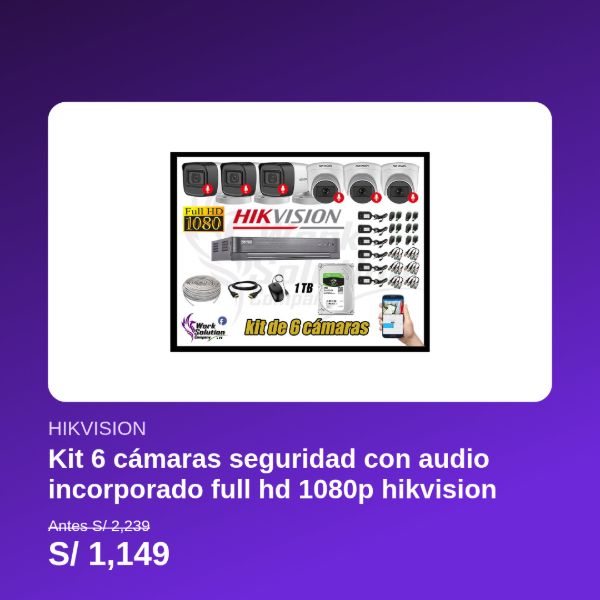 Full HD
1080
HIKVISION
1 TB
Work
Solution
Company
kit de 6 cámaras
HIKVISION
Kit 6 cámaras seguridad con audio
incorporado full hd 1080p hikvision
Antes S/ 2,239
S/ 1,149